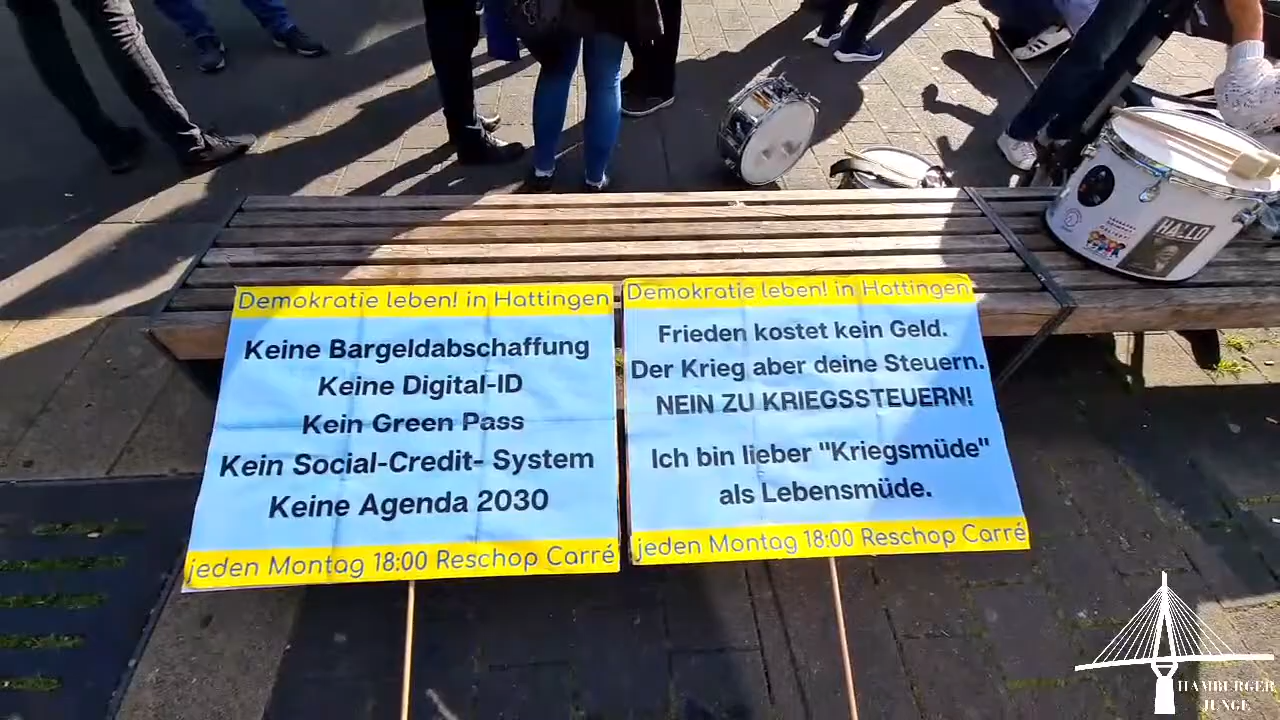 Demokratie leben! in Hattingen
Keine Bargeldabschaffung
Keine Digital-ID
Kein Green Pass
Kein Social-Credit- System
Keine Agenda 2030
jeden Montag 18:00 Reschop Carré
Demokratie leben! in Hattingen
Frieden kostet kein Geld.
Der Krieg aber deine Steuern.
NEIN ZU KRIEGSSTEUERN!
Ich bin lieber "Kriegsmüde"
als Lebensmüde.
jeden Montag 18:00 Reschop Carré
HALLO
HAMBURGER
JUNGE